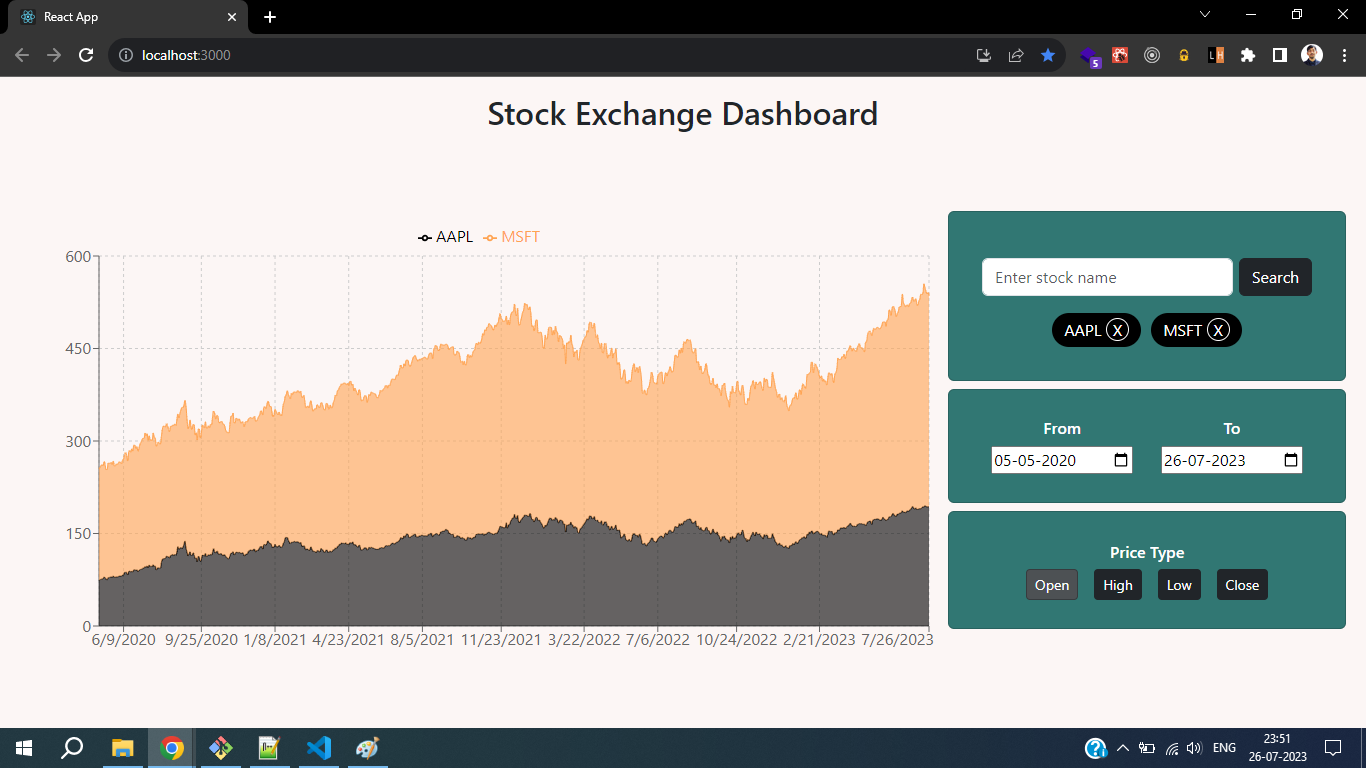 React App
localhost:3000
5
L H
Stock Exchange Dashboard
AAPL MSFT
600
450
300
150
0
6/9/2020 9/25/2020 1/8/2021 4/23/2021 8/5/2021 11/23/2021 3/22/2022 7/6/2022 10/24/2022 2/21/2023 7/26/2023
Enter stock name Search
AAPL X MSFT X
From To
05-05-2020 26-07-2023
Price Type
Open High Low Close
ENG 23:51
26-07-2023